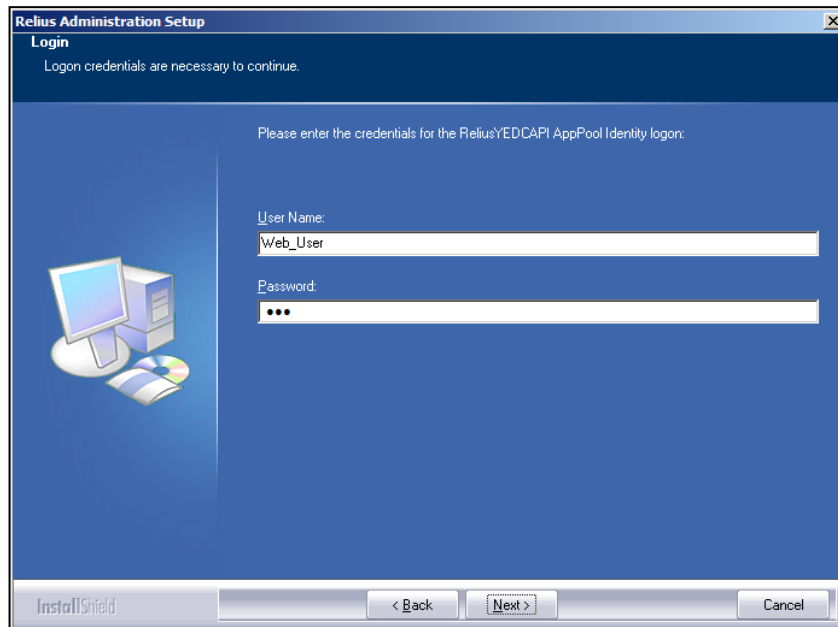 Relius Administration Setup
Login
Logon credentials are necessary to continue.
Please enter the credentials for the ReliusYEDCAPI AppPool Identity logon:
User Name:
Web_User
Password:
•••
InstallShield
< Back
Next >
Cancel